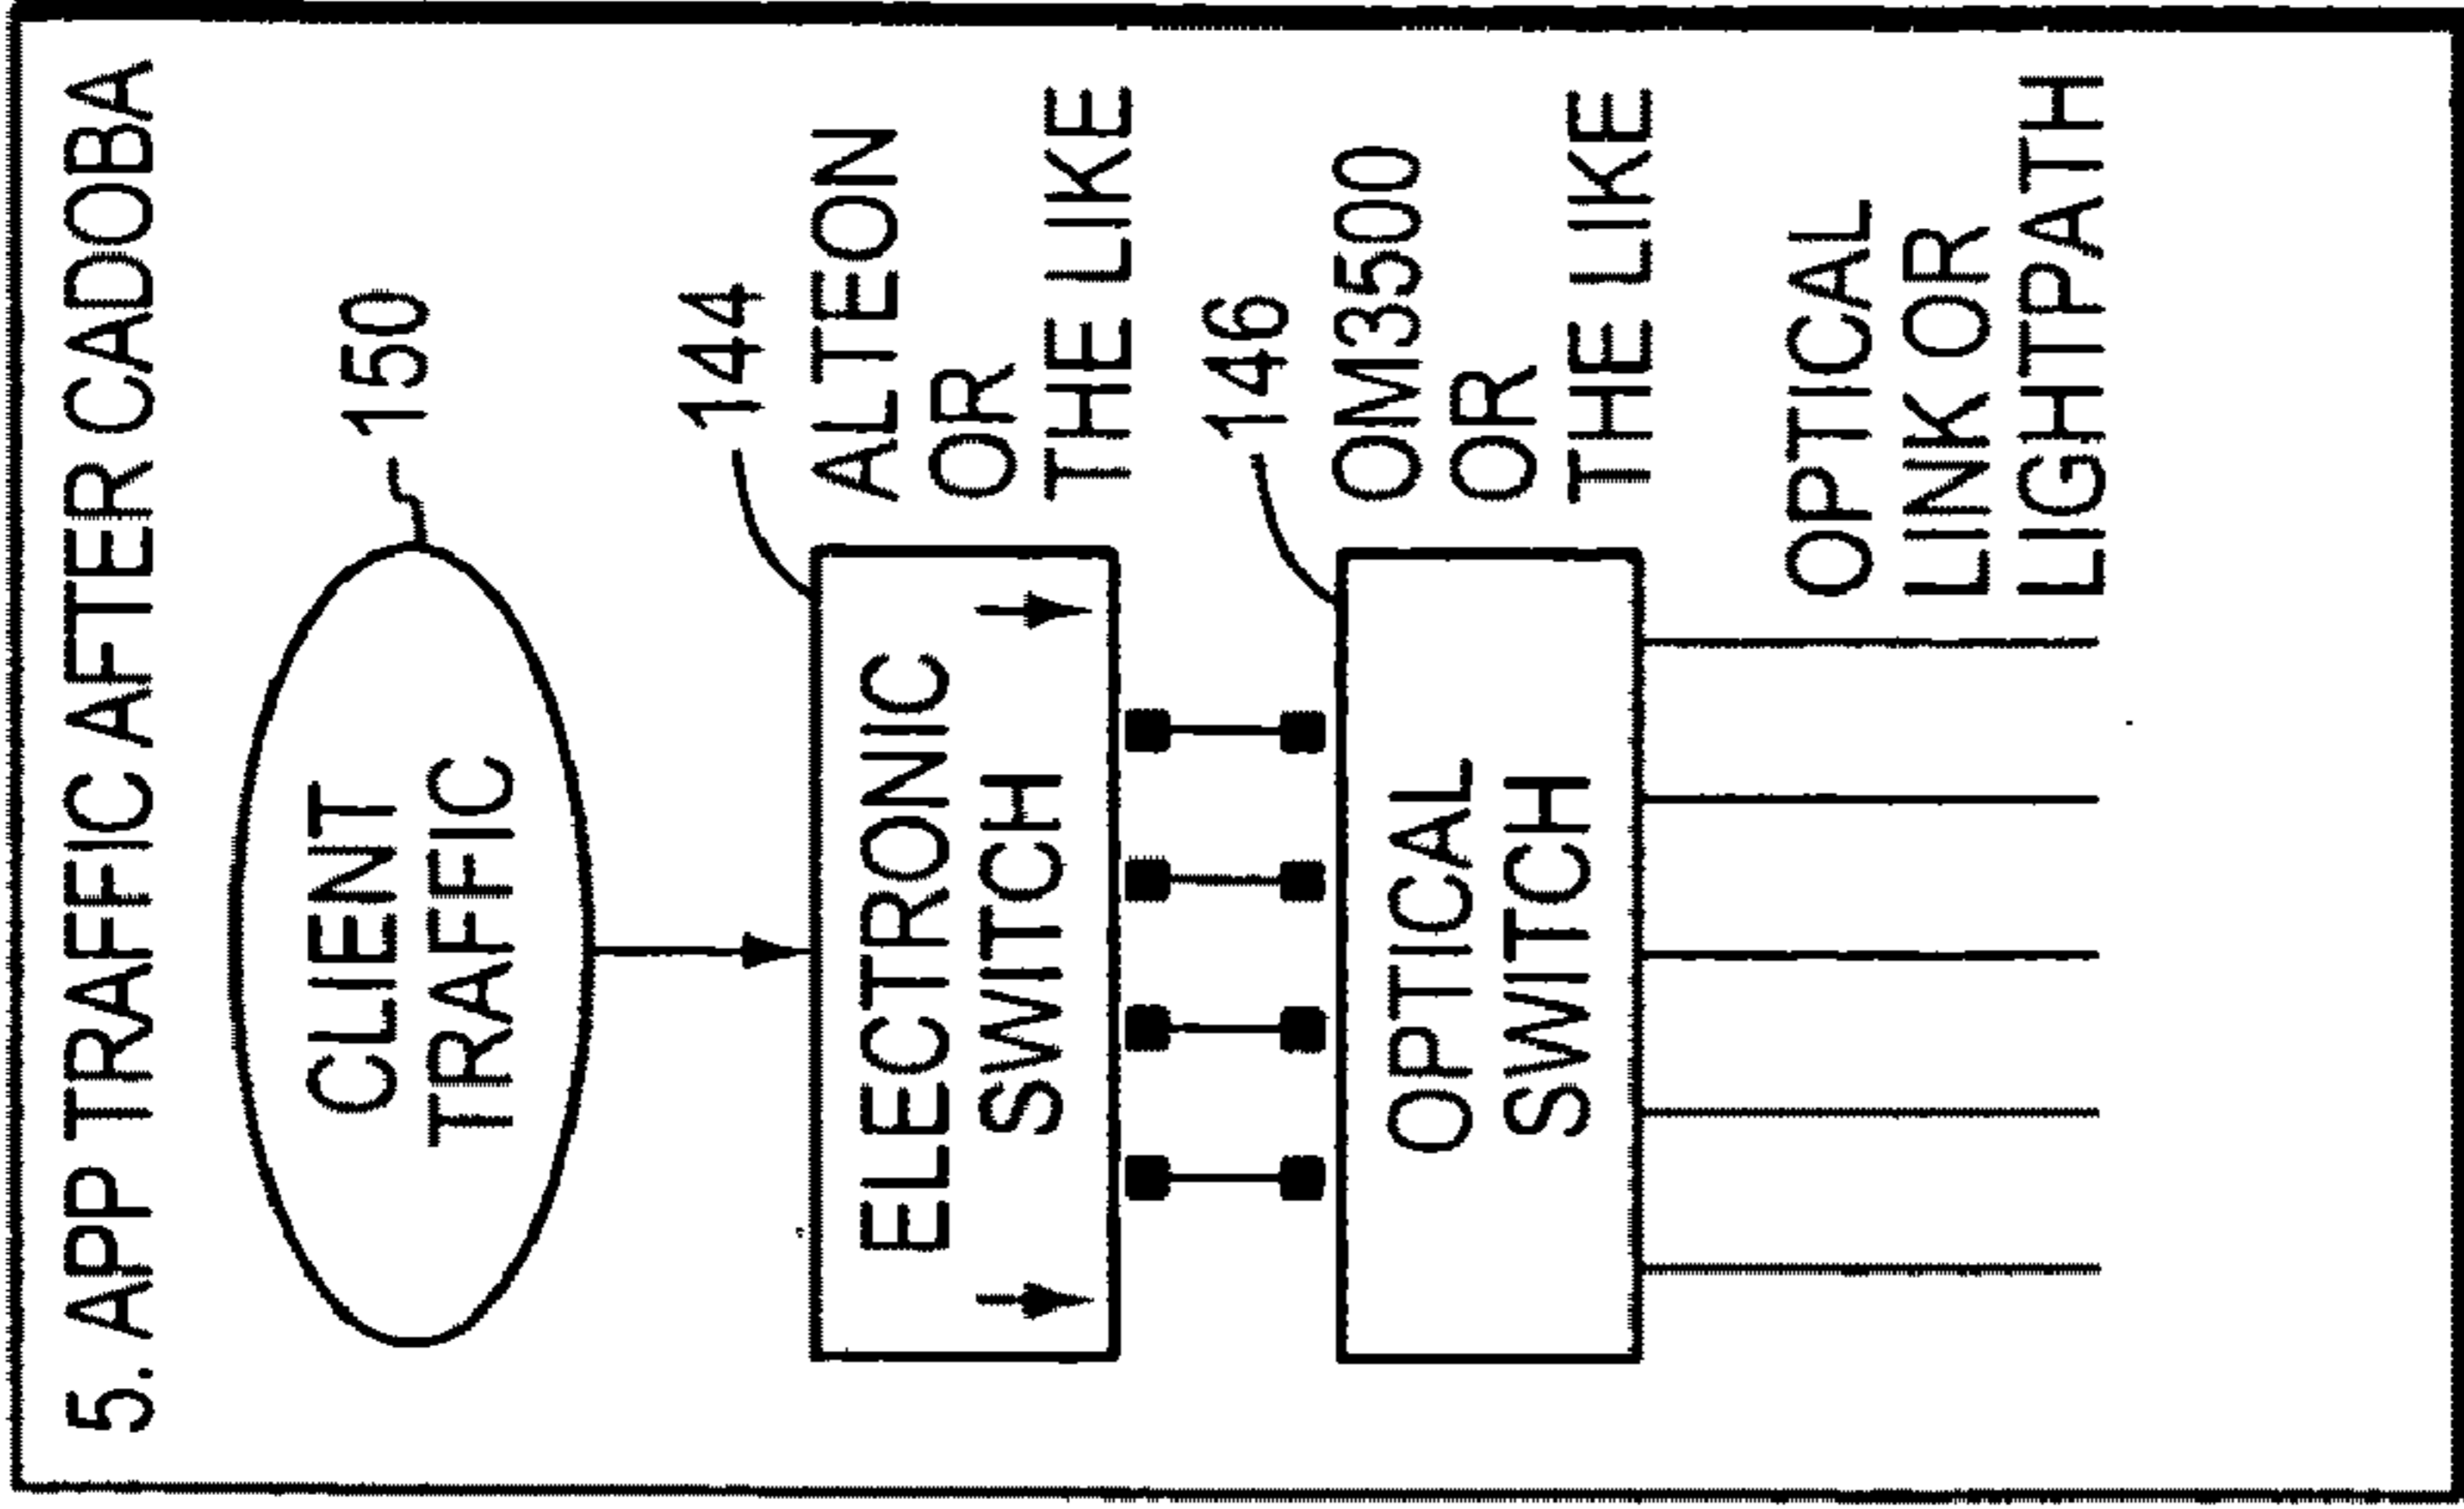 5. APP TRAFFIC AFTER CADOBA
150
CLIENT
TRAFFIC
144
ALTEON
OR
THE LIKE
ELECTRONIC
SWITCH
146
OM3500
OR
THE LIKE
OPTICAL
SWITCH
OPTICAL
LINK OR
LIGHTPATH